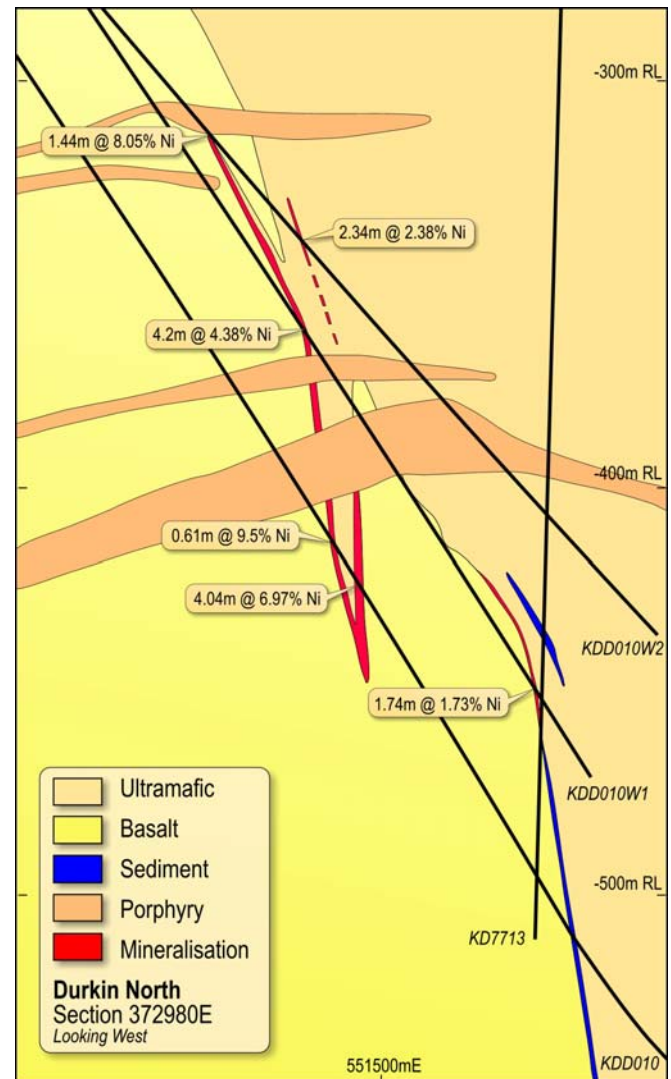 -300m RL
1.44m @ 8.05% Ni
2.34m @ 2.38% Ni
4.2m @ 4.38% Ni
-400m RL
0.61m @ 9.5% Ni
4.04m @ 6.97% Ni
KDD010W2
1.74m @ 1.73% Ni
KDD010W1
Ultramafic
Basalt
Sediment
Porphyry
Mineralisation
Durkin North
Section 372980E
Looking West
-500m RL
KD7713
551500mE
KDD010